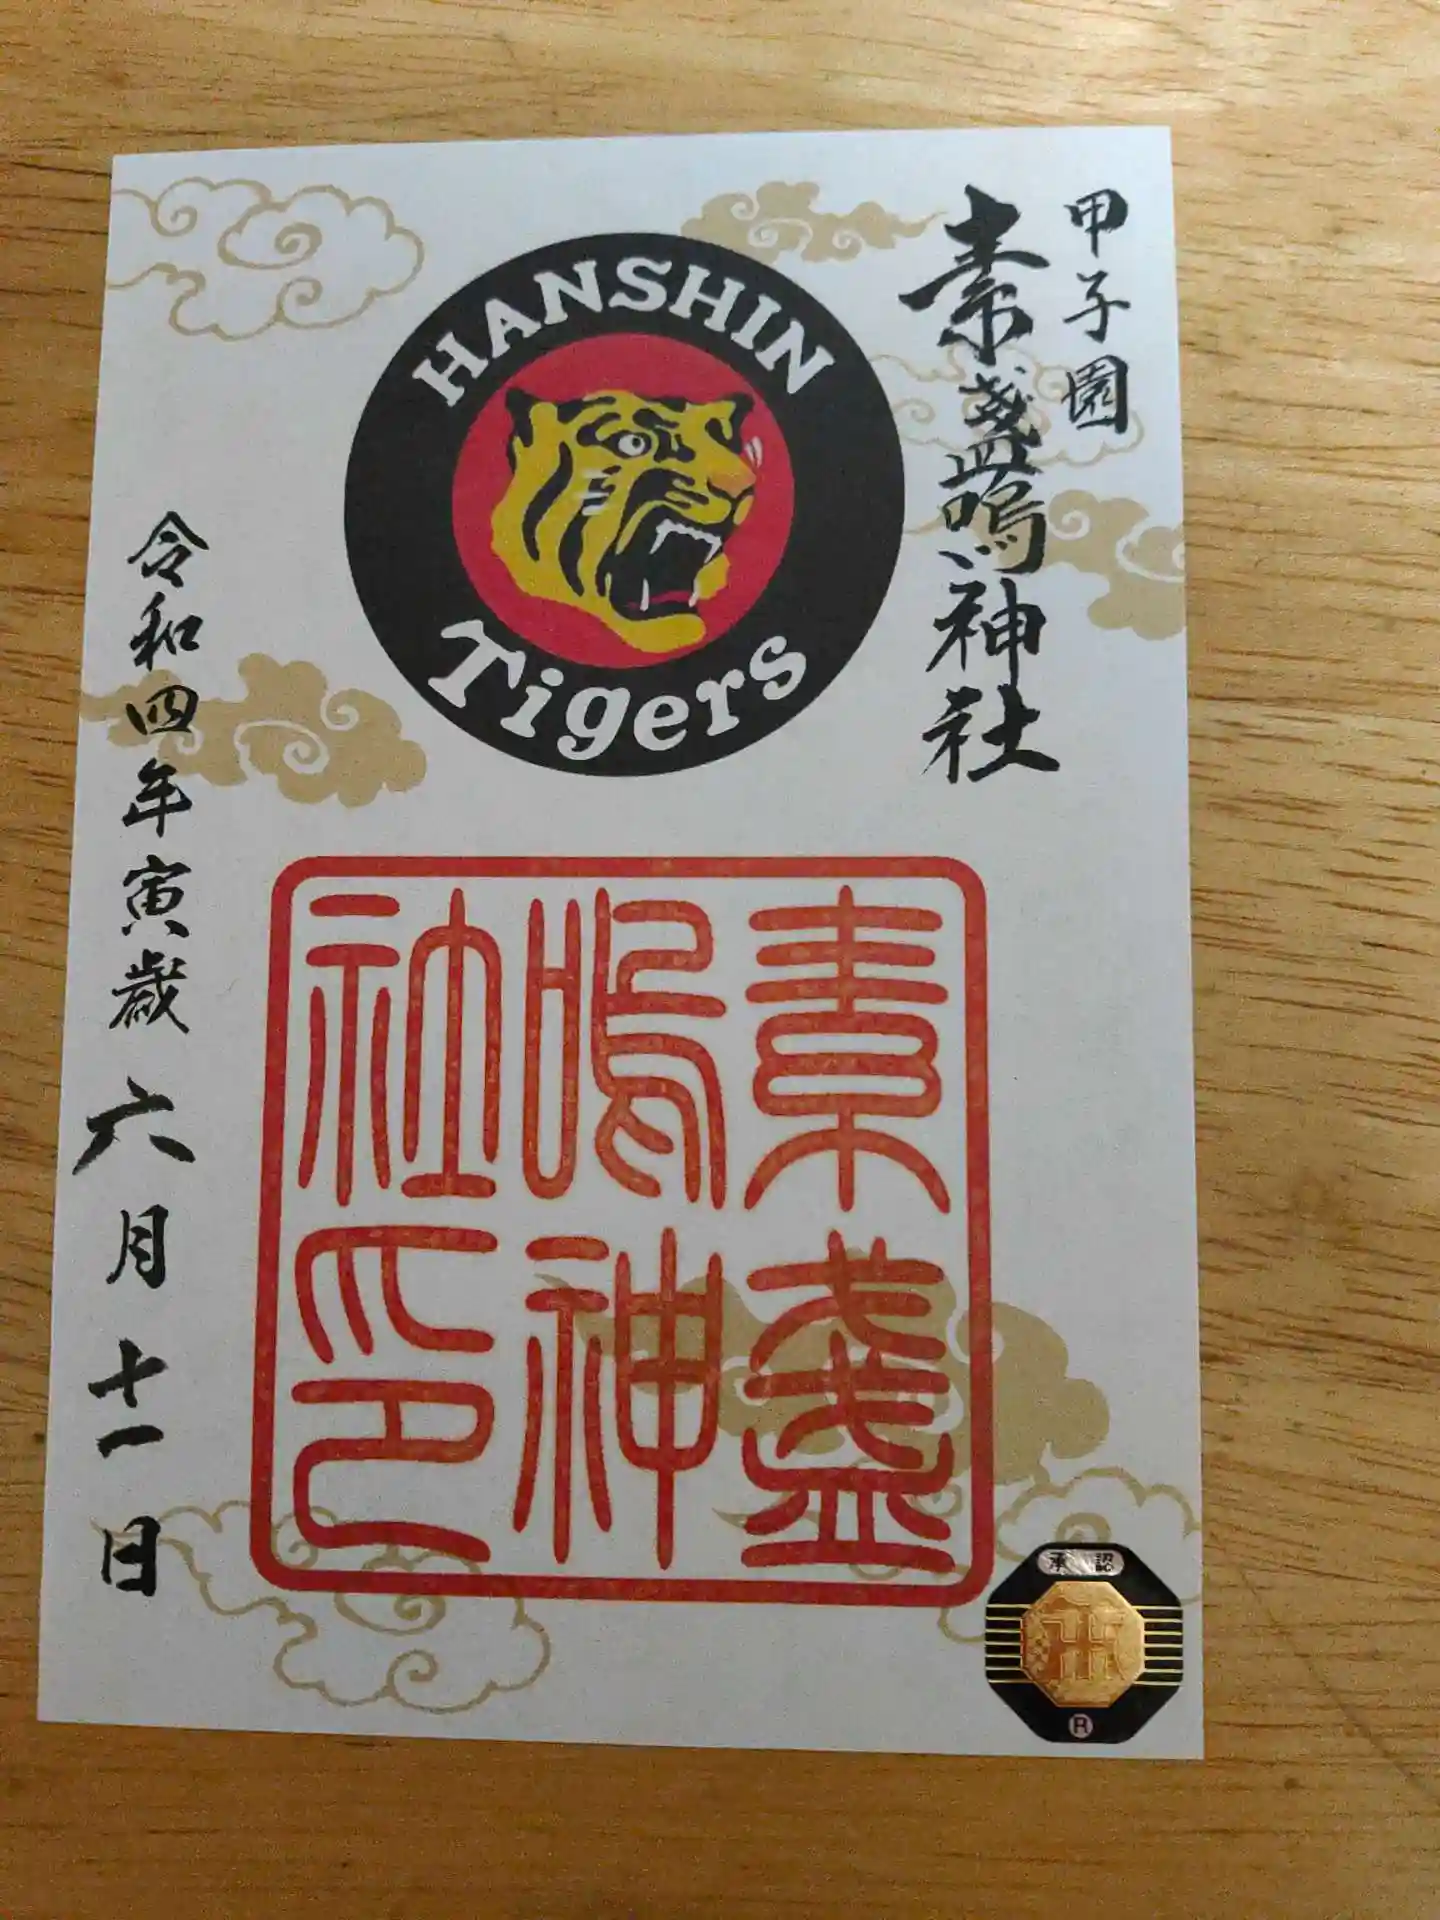 甲子園
素盞嗚神社
HANSHIN
Tigers
令和四年寅歳 六月十一日
素盞
嗚神
社印
承認
R